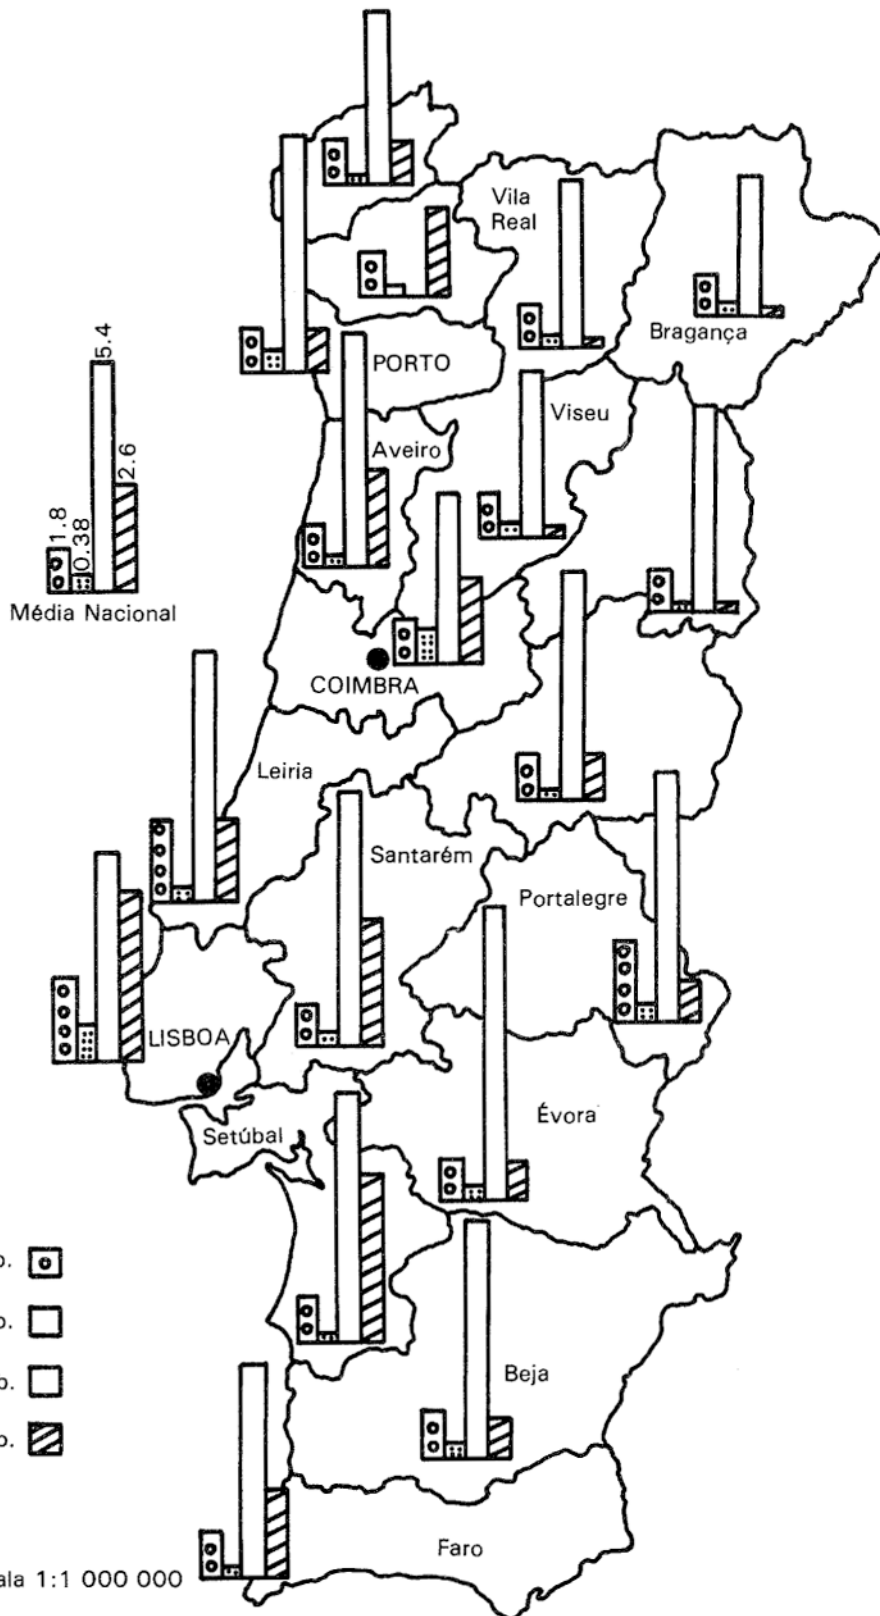 Vila
Real
Bragança
PORTO
5.4
Viseu
Aveiro
2.6
1.8
0.38
Média Nacional
COIMBRA
Leiria
Santarém
Portalegre
LISBOA
Évora
Setúbal
o.
o.
o.
o.
Beja
Faro
ala 1:1 000 000